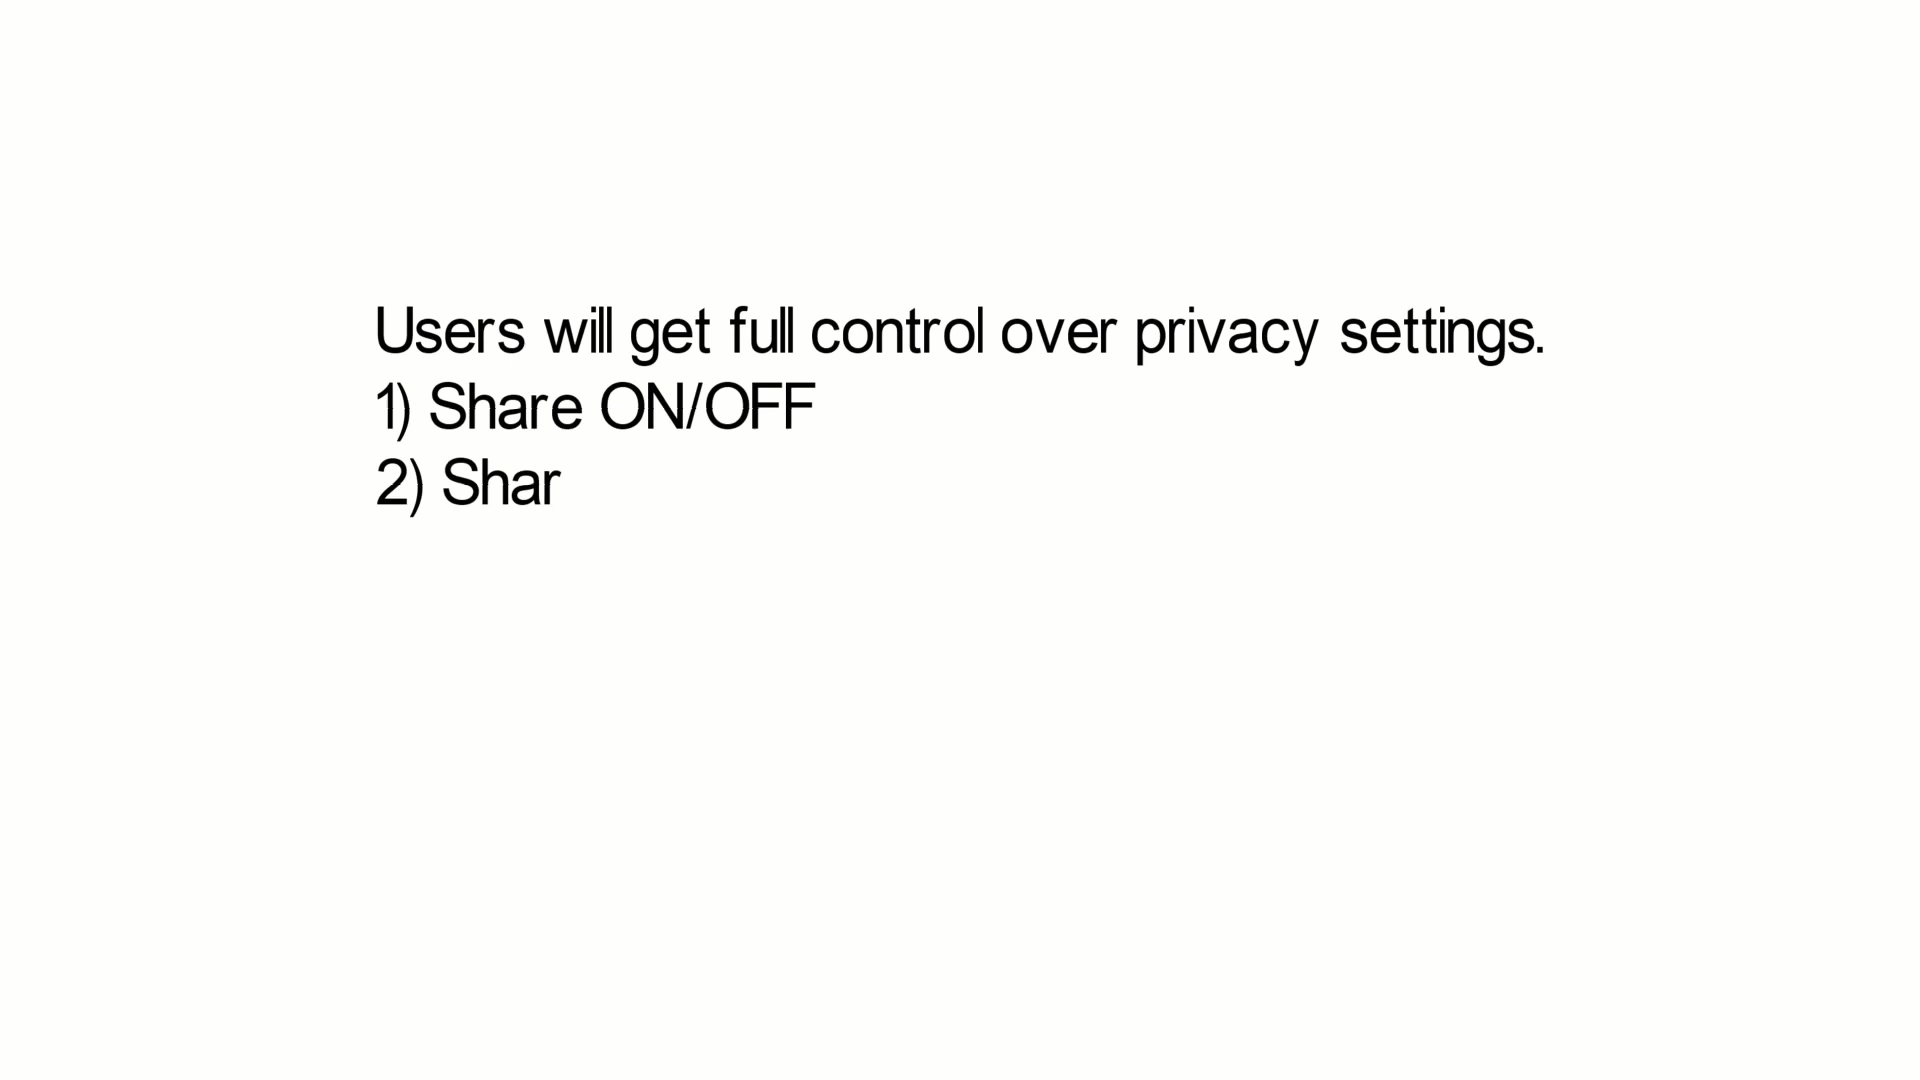 Users will get full control over privacy settings.
1) Share ON/OFF
2) Shar